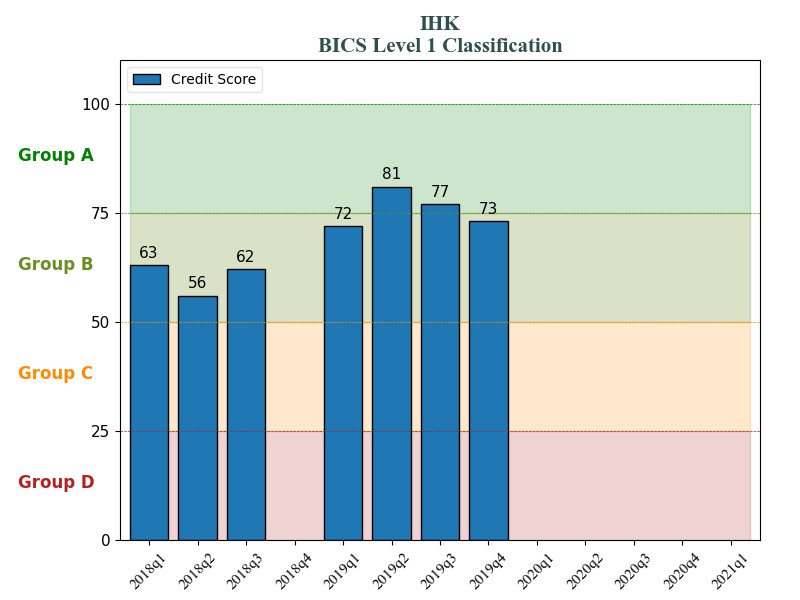 IHK
BICS Level 1 Classification
Credit Score
100
Group A
81
77
75
72
73
63
62
Group B
56
50
Group C
25
Group D
0
2018q1 2018q2 2018q3 2018q4 2019q1 2019q2 2019q3 2019q4 2020q1 2020q2 2020q3 2020q4 2021q1